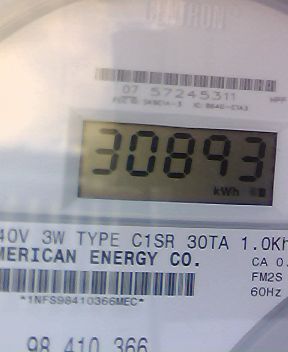 CENTRON
07 57245311
30893
kWh
40V 3W TYPE C1SR 30TA 1.0Kh
MERICAN ENERGY CO.
CA 0.
FM2S
60Hz
*1NFS98410366MEC*
98 410 366